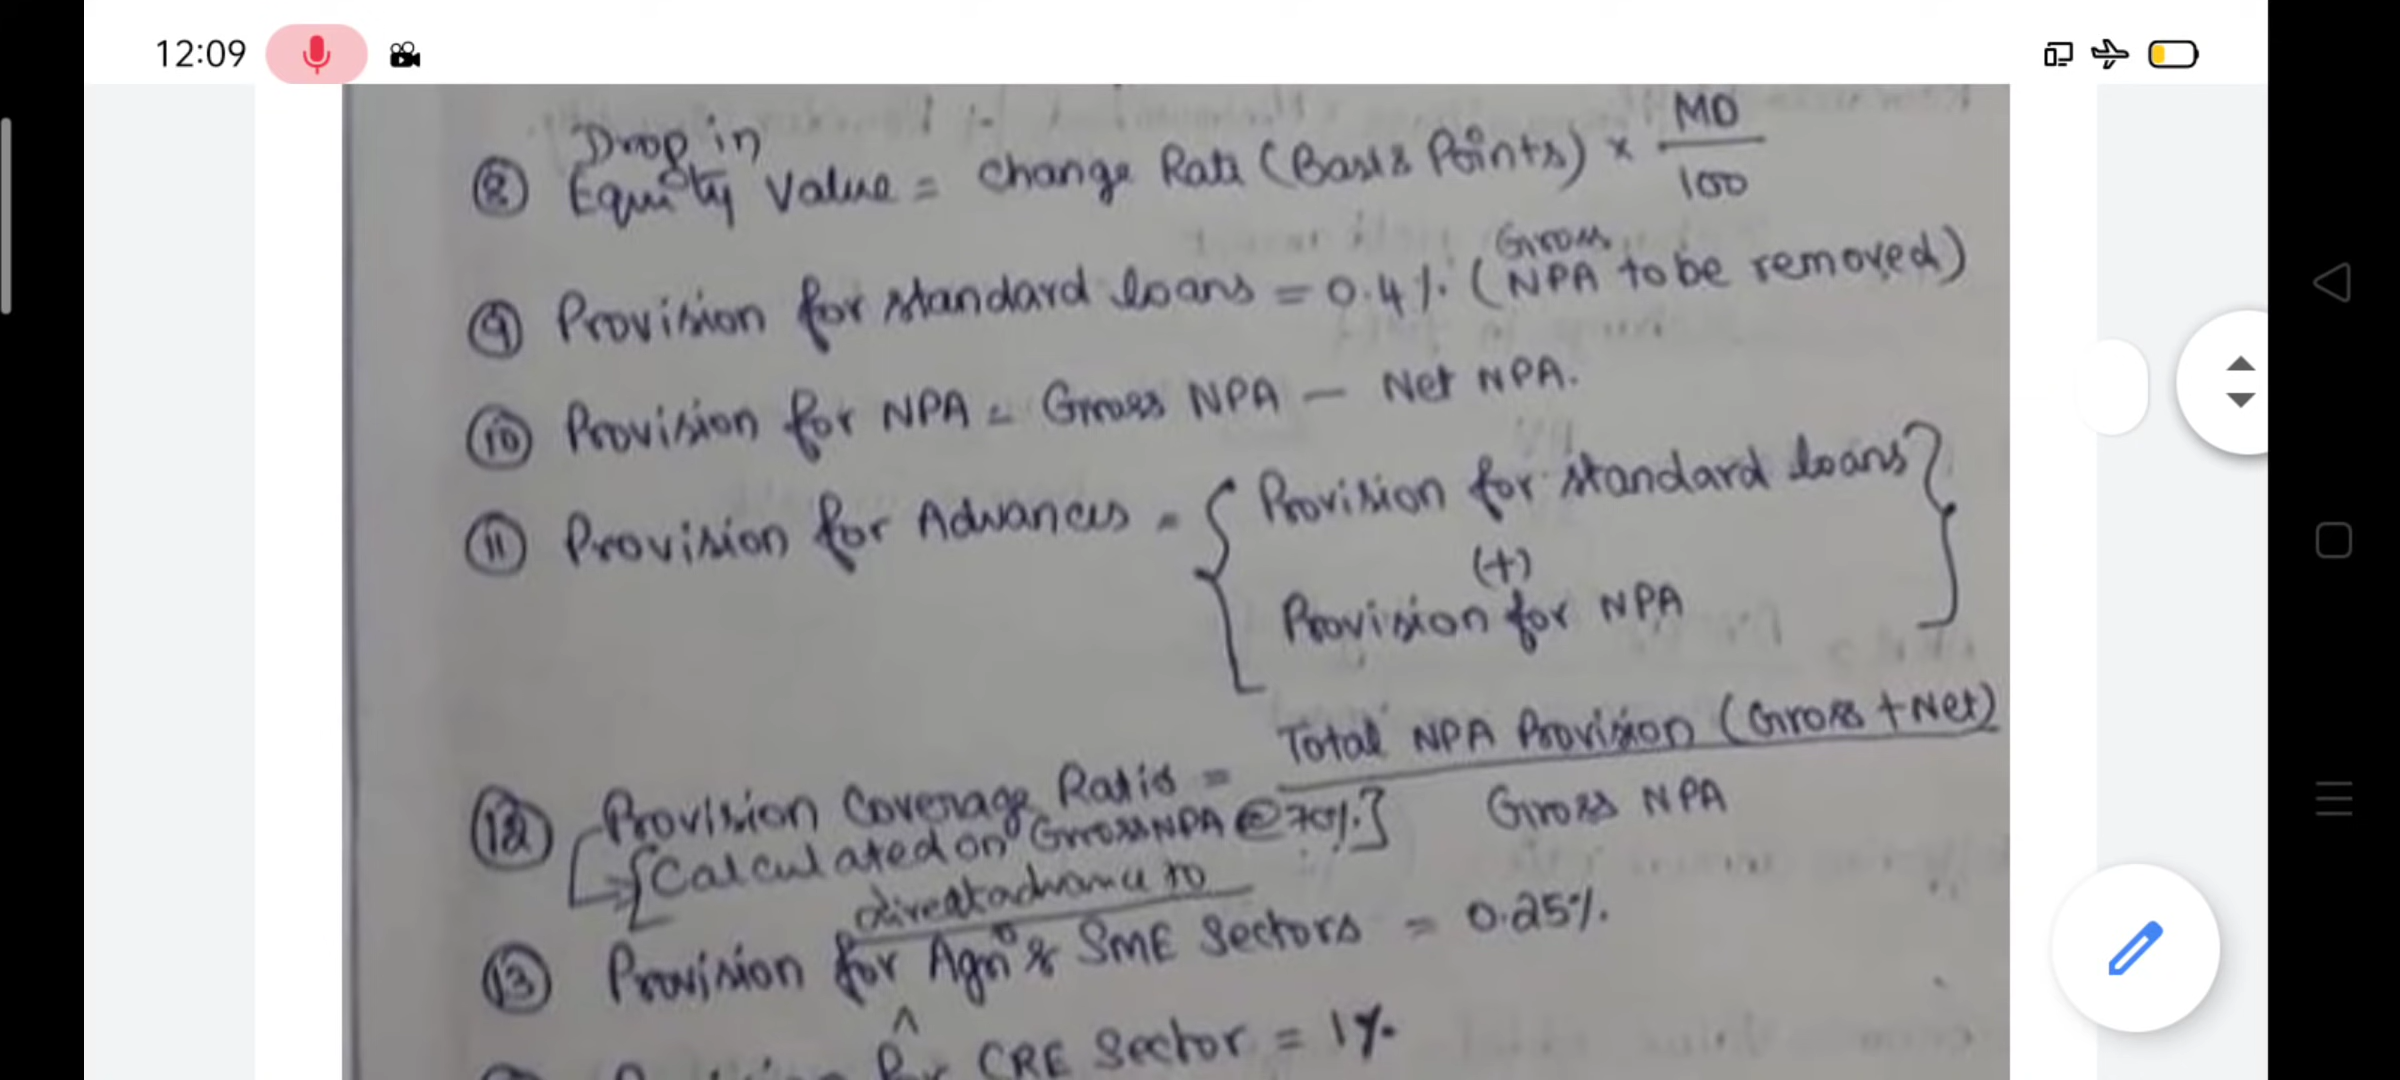 12:09
Drop in
⑧ Equity Value = Change Rate (Basis Points) × MD
100
⑨ Provision for standard loans = 0.4%. (Gross NPA to be removed)
⑩ Provision for NPA = Gross NPA - Net NPA.
⑪ Provision for Advances = { Provision for standard loans }
(+)
Provision for NPA
Total NPA Provision (Gross + Net)
⑫ Provision Coverage Ratio =
Gross NPA
[Calculated on Gross NPA @ 70%.]
direct advance to
⑬ Provision for Agri & SME Sectors = 0.25%.
for CRE Sector = 1%.